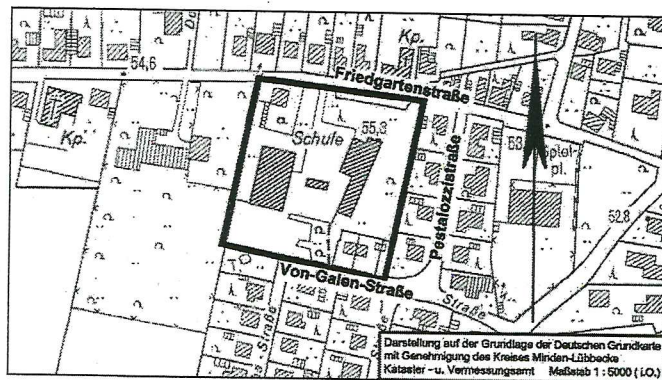 Kp.
54,6
Friedgartenstraße
Kp.
Schule
55,3
Pestalozzistraße
Spiel-
pl.
52.8
Von-Galen-Straße
Straße
Straße
Straße
Darstellung auf der Grundlage der Deutschen Grundkarte
mit Genehmigung des Kreises Minden-Lübbecke
Kataster - u. Vermessungsamt Maßstab 1 : 5000 ( i.O.)